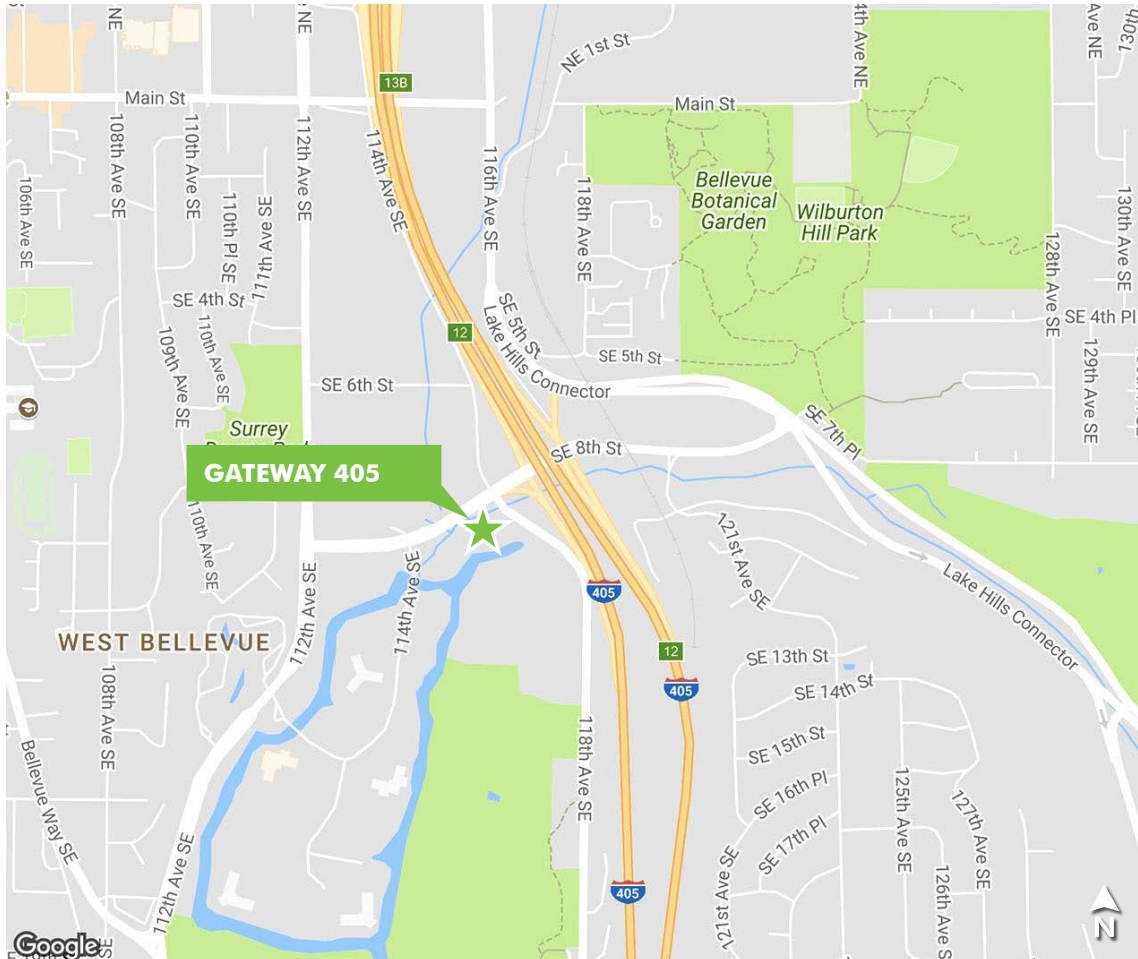 NE
NE
4th Ave NE
Ave NE
130th
13B
NE 1st St
Main St
Main St
108th Ave SE
110th Ave SE
112th Ave SE
114th Ave SE
116th Ave SE
118th Ave SE
106th Ave SE
110th Pl SE
111th Ave SE
Bellevue
Botanical
Garden
Wilburton
Hill Park
128th Ave SE
130th Ave SE
SE 4th St
109th Ave SE
110th Ave SE
12
SE 5th St
Lake Hills Connector
SE 5th St
SE 4th Pl
129th Ave SE
SE 6th St
SE 7th Pl
Surrey
SE 8th St
GATEWAY 405
110th Ave SE
121st Ave SE
112th Ave SE
114th Ave SE
405
Lake Hills Connector
WEST BELLEVUE
12
SE 13th St
405
SE 14th St
108th Ave SE
118th Ave SE
SE 15th St
Bellevue Way SE
SE 16th Pl
125th Ave SE
127th Ave SE
SE 17th Pl
112th Ave SE
121st Ave SE
126th Ave S
405
N
Google
SE